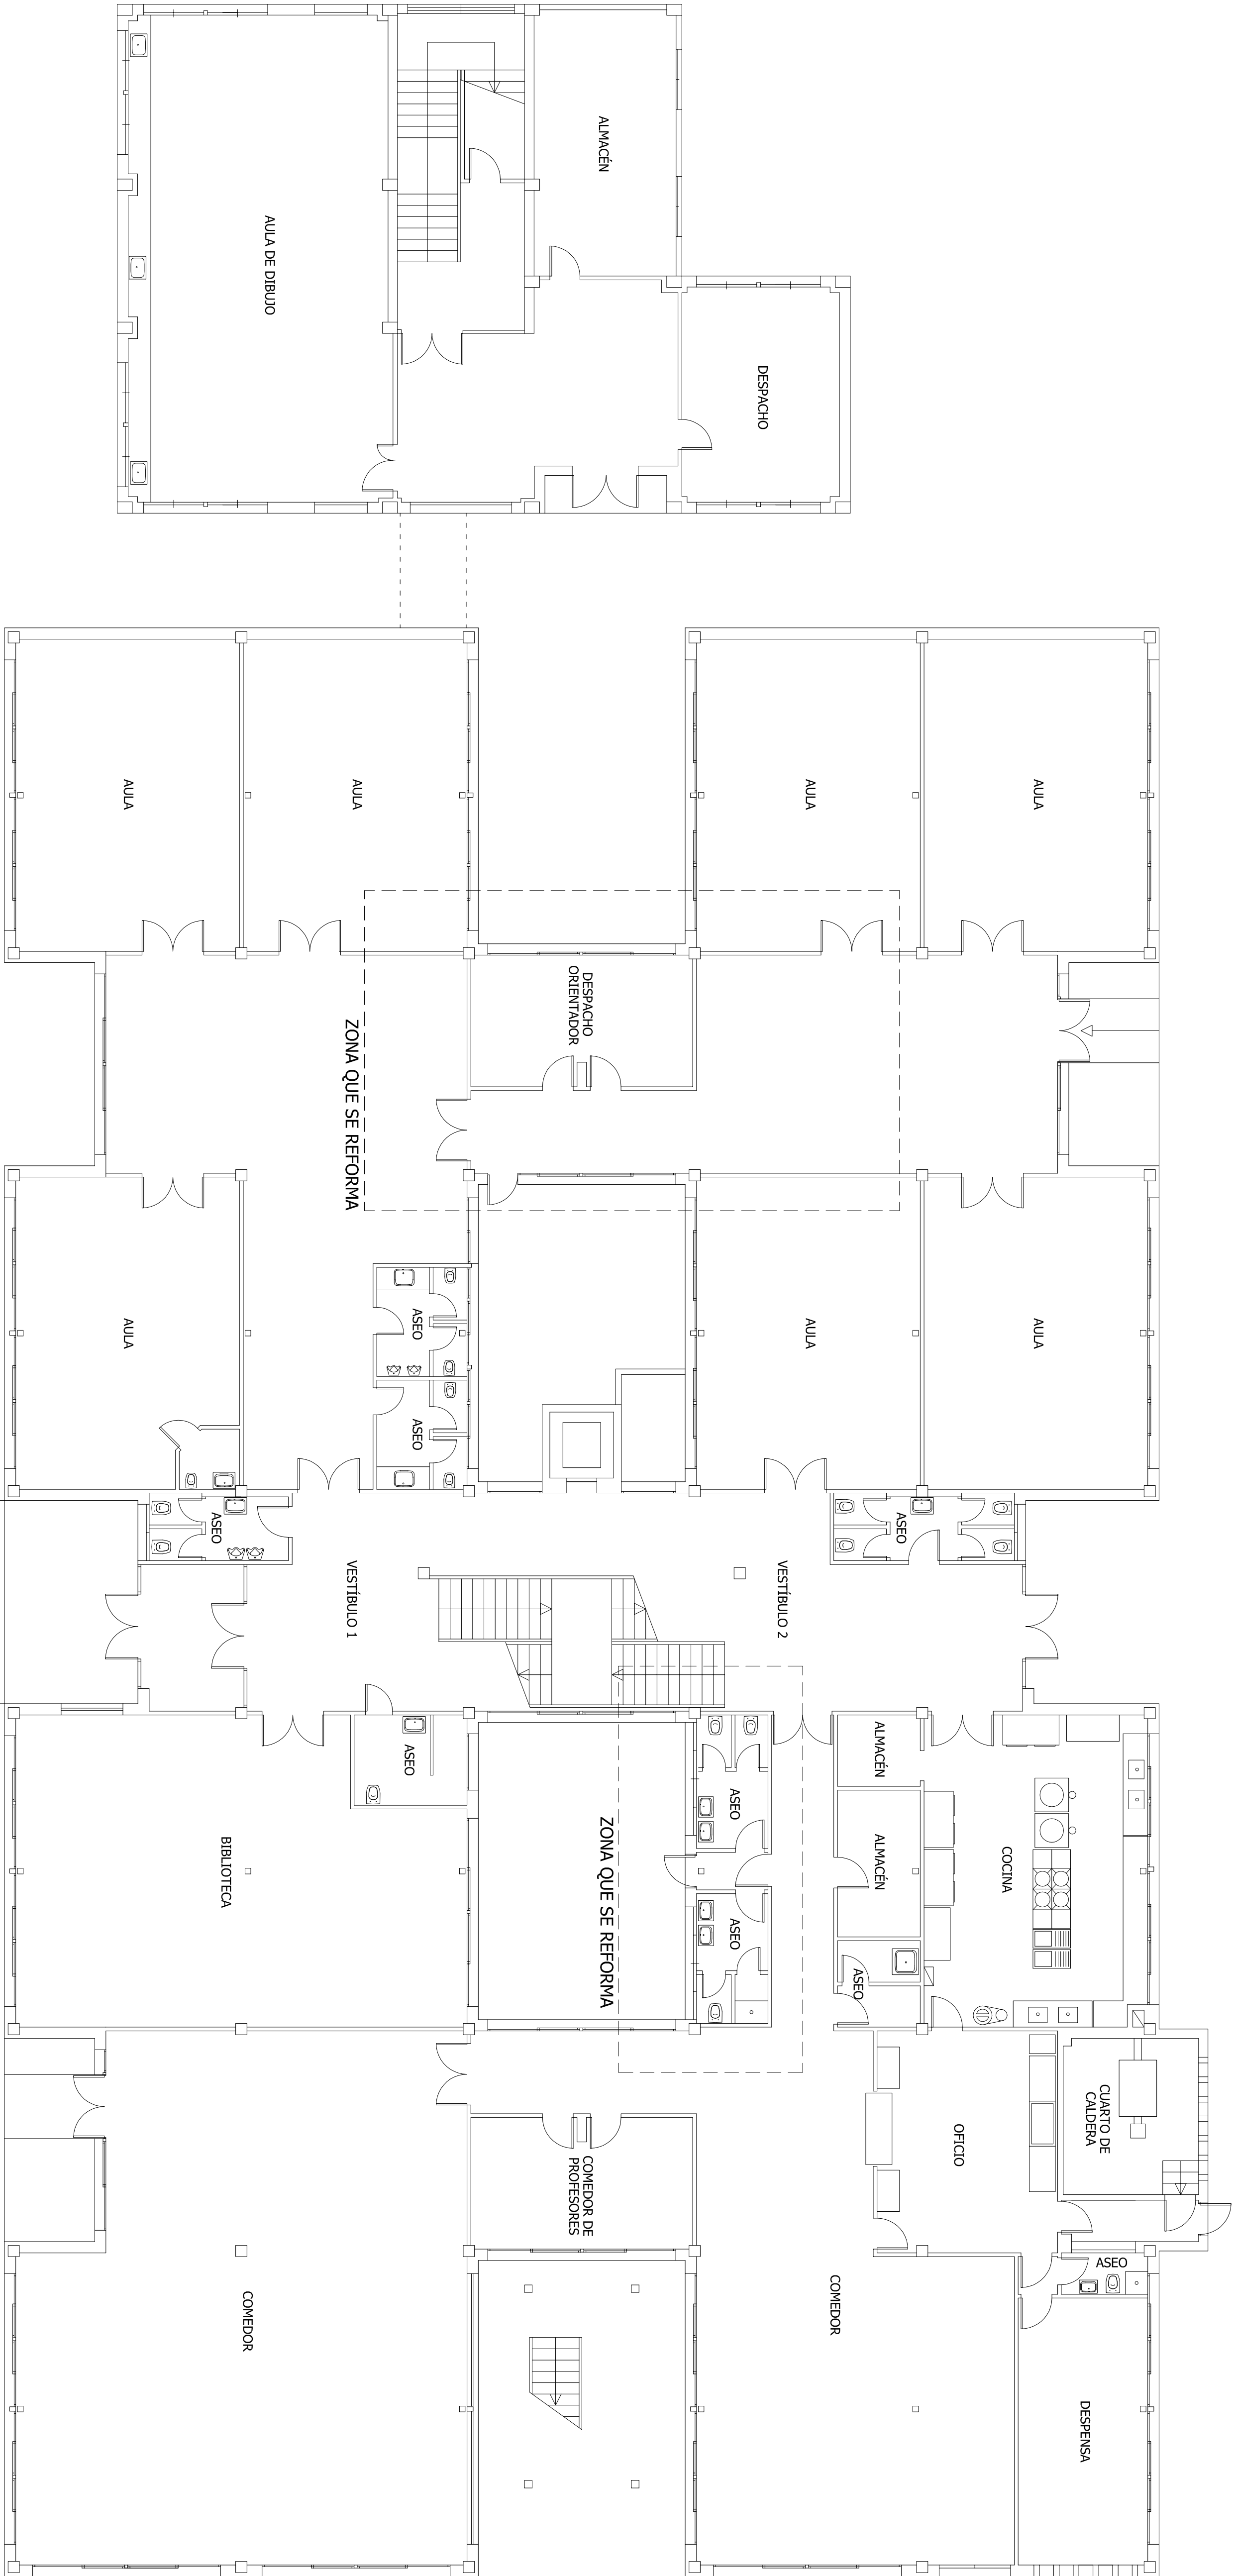 ALMACÉN
AULA DE DIBUJO
DESPACHO
AULA
AULA
AULA
AULA
DESPACHO
ORIENTADOR
ZONA QUE SE REFORMA
AULA
ASEO
AULA
AULA
ASEO
ASEO
ASEO
VESTÍBULO 1
VESTÍBULO 2
ASEO
ALMACÉN
ASEO
BIBLIOTECA
ZONA QUE SE REFORMA
ALMACÉN
COCINA
ASEO
ASEO
CUARTO DE
CALDERA
OFICIO
COMEDOR DE
PROFESORES
ASEO
COMEDOR
COMEDOR
DESPENSA